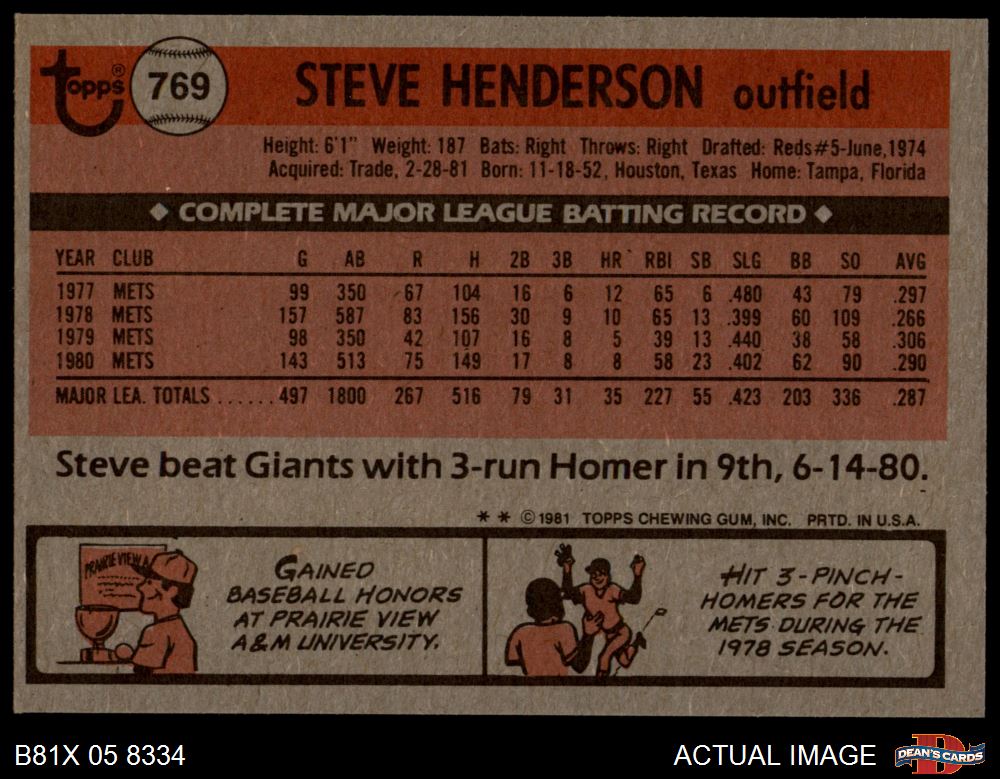 topps® 769 STEVE HENDERSON outfield
Height: 6'1" Weight: 187 Bats: Right Throws: Right Drafted: Reds#5-June,1974
Acquired: Trade, 2-28-81 Born: 11-18-52, Houston, Texas Home: Tampa, Florida
◆ COMPLETE MAJOR LEAGUE BATTING RECORD ◆
YEAR CLUB G AB R H 2B 3B HR RBI SB SLG BB SO AVG
1977 METS 99 350 67 104 16 6 12 65 6 .480 43 79 .297
1978 METS 157 587 83 156 30 9 10 65 13 .399 60 109 .266
1979 METS 98 350 42 107 16 8 5 39 13 .440 38 58 .306
1980 METS 143 513 75 149 17 8 8 58 23 .402 62 90 .290
MAJOR LEA. TOTALS ...... 497 1800 267 516 79 31 35 227 55 .423 203 336 .287
Steve beat Giants with 3-run Homer in 9th, 6-14-80.
* * © 1981 TOPPS CHEWING GUM, INC. PRTD. IN U.S.A.
PRAIRIE VIEW A
GAINED
BASEBALL HONORS
AT PRAIRIE VIEW
A&M UNIVERSITY.
HIT 3-PINCH-
HOMERS FOR THE
METS DURING THE
1978 SEASON.
B81X 05 8334 ACTUAL IMAGE DEAN'S CARDS